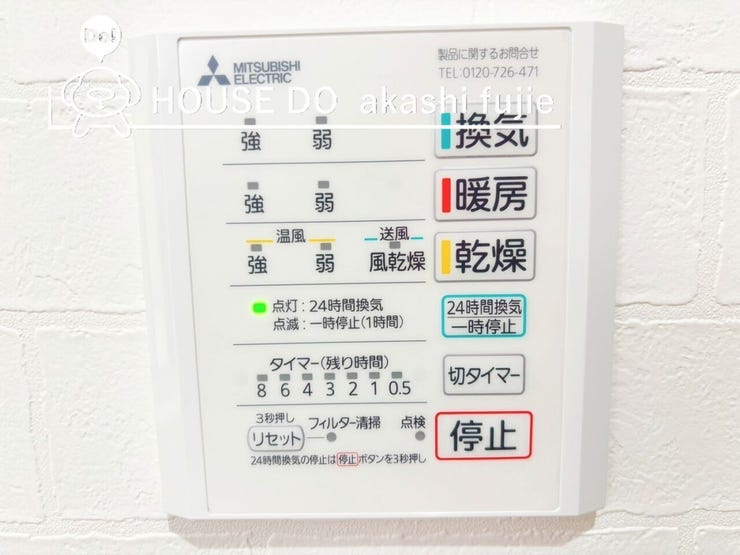 Do!
MITSUBISHI
ELECTRIC
製品に関するお問合せ
TEL:0120-726-471
HOUSE DO akashi fujie
強 弱 換気
強 弱 暖房
温風 送風
強 弱 風乾燥 乾燥
点灯:24時間換気
点滅:一時停止(1時間)
24時間換気
一時停止
タイマー(残り時間)
8 6 4 3 2 1 0.5
切タイマー
3秒押し
リセット フィルター清掃 点検
停止
24時間換気の停止は停止ボタンを3秒押し